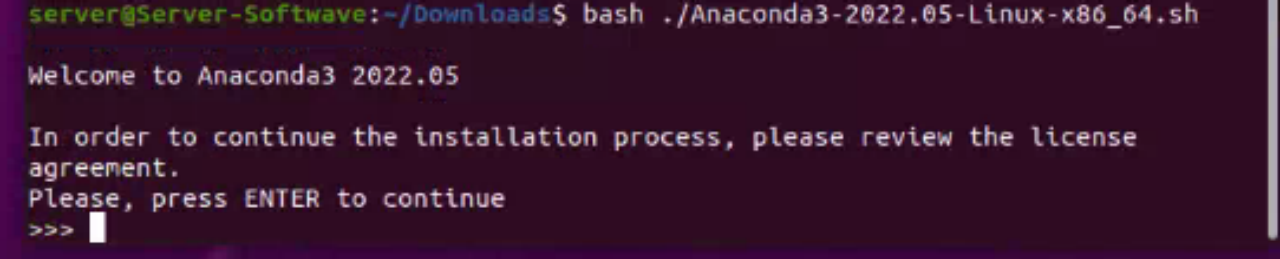 server@Server-Softwave:~/Downloads$ bash ./Anaconda3-2022.05-Linux-x86_64.sh
Welcome to Anaconda3 2022.05
In order to continue the installation process, please review the license
agreement.
Please, press ENTER to continue
>>>